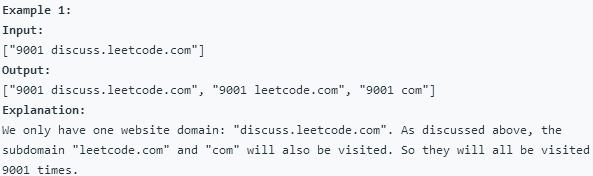 Example 1:
Input:
["9001 discuss.leetcode.com"]
Output:
["9001 discuss.leetcode.com", "9001 leetcode.com", "9001 com"]
Explanation:
We only have one website domain: "discuss.leetcode.com". As discussed above, the
subdomain "leetcode.com" and "com" will also be visited. So they will all be visited
9001 times.